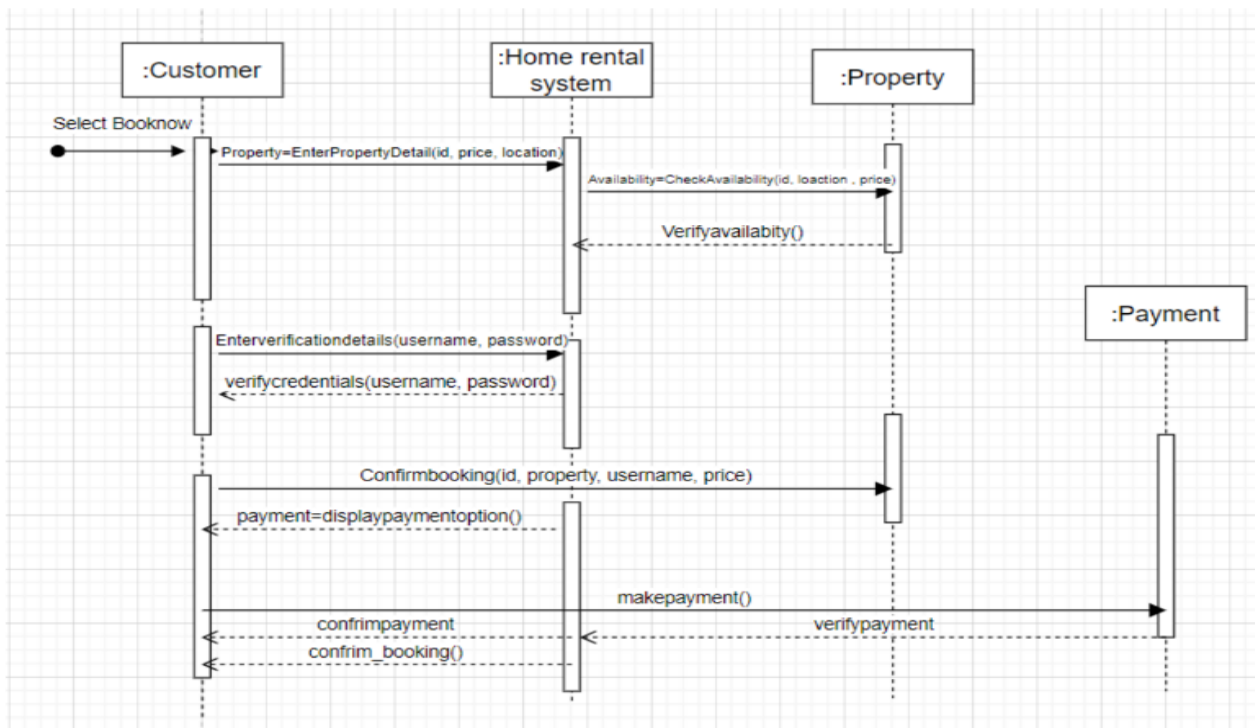 :Customer
:Home rental
system
:Property
Select Booknow
Property=EnterPropertyDetail(id, price, location)
Availability=CheckAvailability(id, loaction , price)
Verifyavailabity()
:Payment
Enterverificationdetails(username, password)
verifycredentials(username, password)
Confirmbooking(id, property, username, price)
payment=displaypaymentoption()
makepayment()
confrimpayment
verifypayment
confrim_booking()